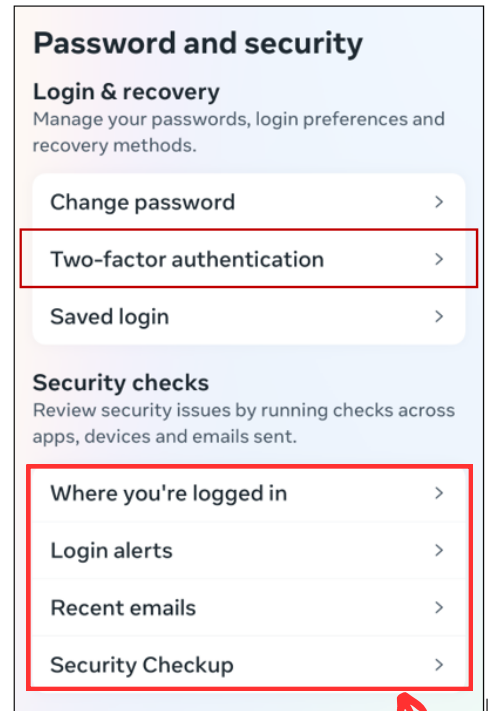 Password and security
Login & recovery
Manage your passwords, login preferences and
recovery methods.
Change password
Two-factor authentication
Saved login
Security checks
Review security issues by running checks across
apps, devices and emails sent.
Where you're logged in
Login alerts
Recent emails
Security Checkup